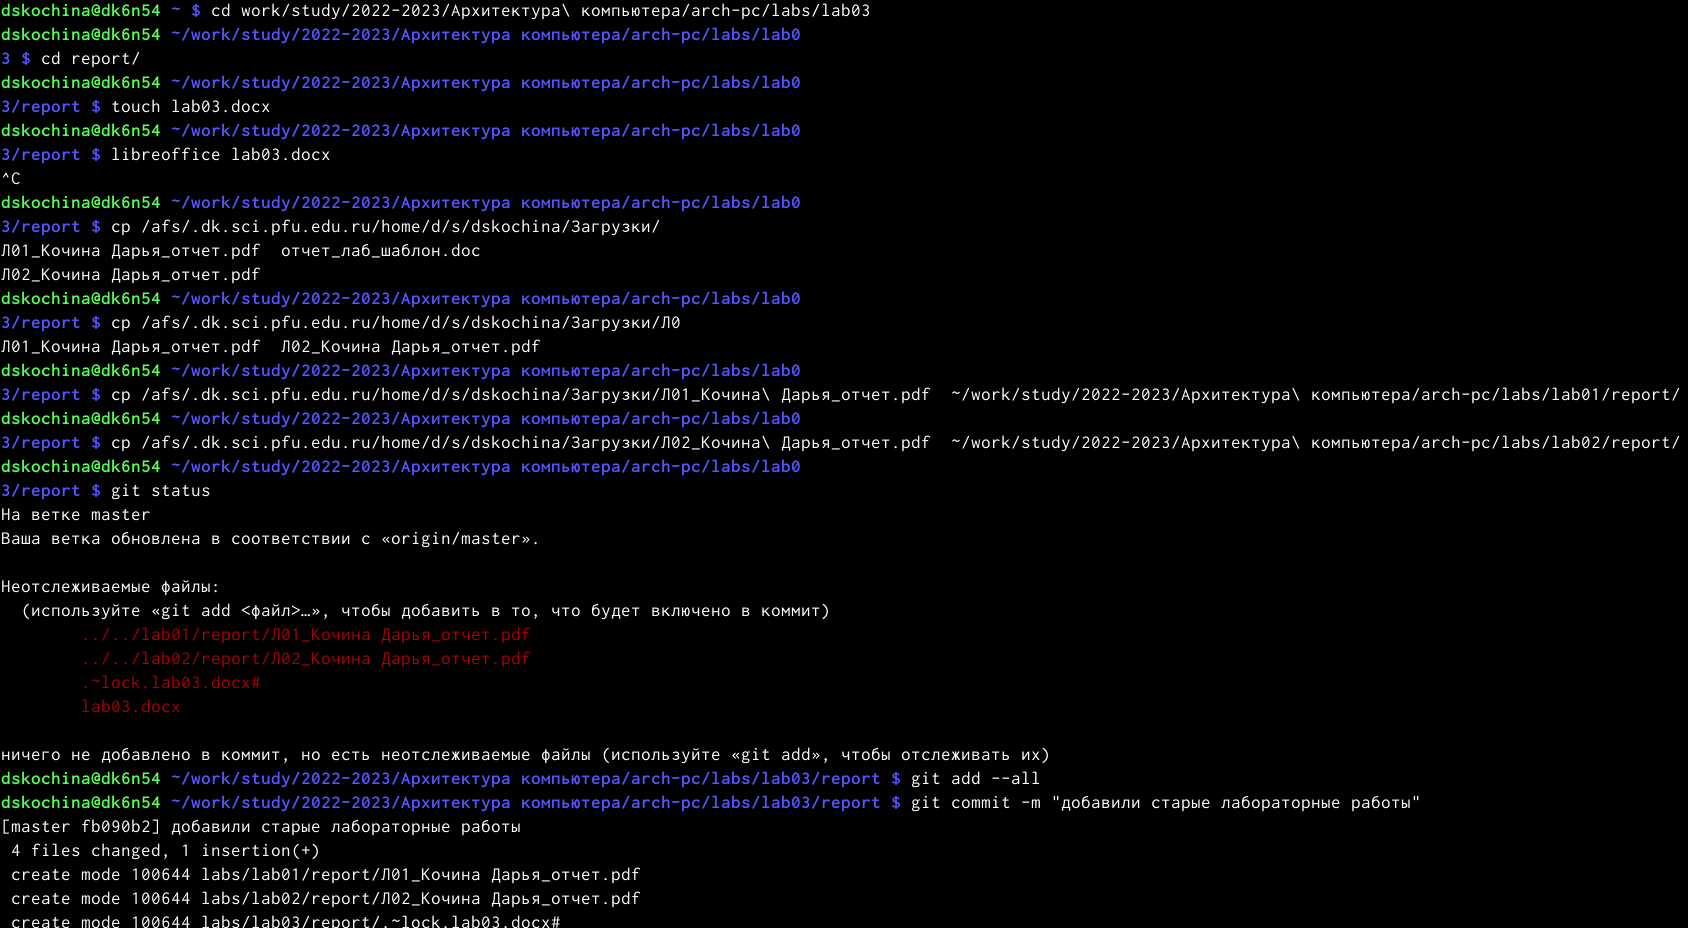 dskochina@dk6n54 ~ $ cd work/study/2022-2023/Архитектура\ компьютера/arch-pc/labs/lab03
dskochina@dk6n54 ~/work/study/2022-2023/Архитектура компьютера/arch-pc/labs/lab0
3 $ cd report/
dskochina@dk6n54 ~/work/study/2022-2023/Архитектура компьютера/arch-pc/labs/lab0
3/report $ touch lab03.docx
dskochina@dk6n54 ~/work/study/2022-2023/Архитектура компьютера/arch-pc/labs/lab0
3/report $ libreoffice lab03.docx
^C
dskochina@dk6n54 ~/work/study/2022-2023/Архитектура компьютера/arch-pc/labs/lab0
3/report $ cp /afs/.dk.sci.pfu.edu.ru/home/d/s/dskochina/Загрузки/
Л01_Кочина Дарья_отчет.pdf  отчет_лаб_шаблон.doc
Л02_Кочина Дарья_отчет.pdf
dskochina@dk6n54 ~/work/study/2022-2023/Архитектура компьютера/arch-pc/labs/lab0
3/report $ cp /afs/.dk.sci.pfu.edu.ru/home/d/s/dskochina/Загрузки/Л0
Л01_Кочина Дарья_отчет.pdf  Л02_Кочина Дарья_отчет.pdf
dskochina@dk6n54 ~/work/study/2022-2023/Архитектура компьютера/arch-pc/labs/lab0
3/report $ cp /afs/.dk.sci.pfu.edu.ru/home/d/s/dskochina/Загрузки/Л01_Кочина\ Дарья_отчет.pdf  ~/work/study/2022-2023/Архитектура\ компьютера/arch-pc/labs/lab01/report/
dskochina@dk6n54 ~/work/study/2022-2023/Архитектура компьютера/arch-pc/labs/lab0
3/report $ cp /afs/.dk.sci.pfu.edu.ru/home/d/s/dskochina/Загрузки/Л02_Кочина\ Дарья_отчет.pdf  ~/work/study/2022-2023/Архитектура\ компьютера/arch-pc/labs/lab02/report/
dskochina@dk6n54 ~/work/study/2022-2023/Архитектура компьютера/arch-pc/labs/lab0
3/report $ git status
На ветке master
Ваша ветка обновлена в соответствии с «origin/master».
Неотслеживаемые файлы:
  (используйте «git add <файл>…», чтобы добавить в то, что будет включено в коммит)
        ../../lab01/report/Л01_Кочина Дарья_отчет.pdf
        ../../lab02/report/Л02_Кочина Дарья_отчет.pdf
        .~lock.lab03.docx#
        lab03.docx
ничего не добавлено в коммит, но есть неотслеживаемые файлы (используйте «git add», чтобы отслеживать их)
dskochina@dk6n54 ~/work/study/2022-2023/Архитектура компьютера/arch-pc/labs/lab03/report $ git add --all
dskochina@dk6n54 ~/work/study/2022-2023/Архитектура компьютера/arch-pc/labs/lab03/report $ git commit -m "добавили старые лабораторные работы"
[master fb090b2] добавили старые лабораторные работы
 4 files changed, 1 insertion(+)
 create mode 100644 labs/lab01/report/Л01_Кочина Дарья_отчет.pdf
 create mode 100644 labs/lab02/report/Л02_Кочина Дарья_отчет.pdf
 create mode 100644 labs/lab03/report/.~lock.lab03.docx#